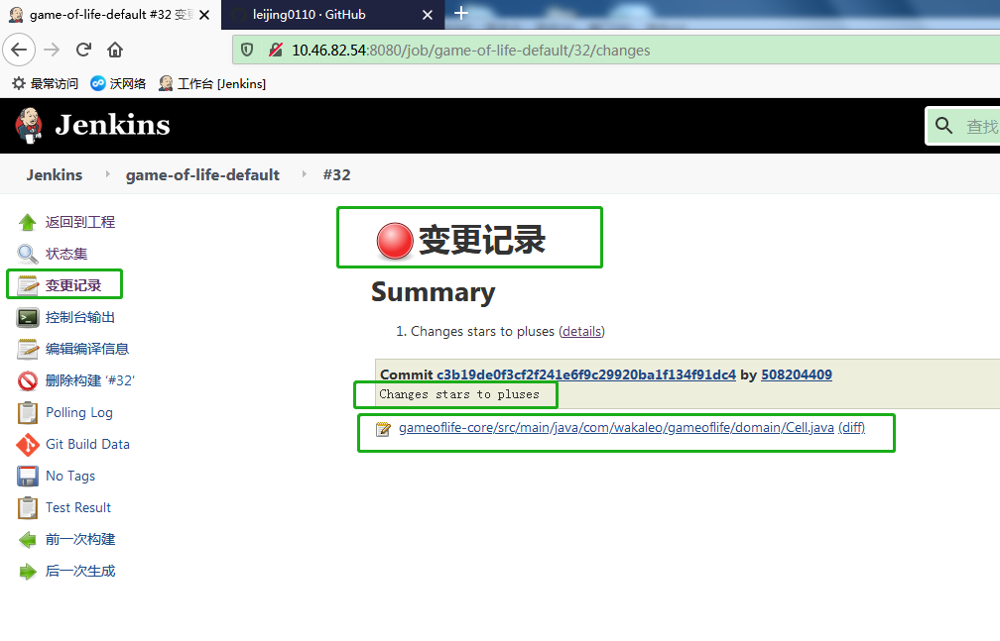 game-of-life-default #32 变更
leijing0110 · GitHub
10.46.82.54:8080/job/game-of-life-default/32/changes
最常访问 沃网络 工作台 [Jenkins]
Jenkins
查找
Jenkins game-of-life-default #32
返回到工程
状态集
变更记录
控制台输出
编辑编译信息
删除构建 ‘#32’
Polling Log
Git Build Data
No Tags
Test Result
前一次构建
后一次生成
变更记录
Summary
1. Changes stars to pluses (details)
Commit c3b19de0f3cf2f241e6f9c29920ba1f134f91dc4 by 508204409
Changes stars to pluses
gameoflife-core/src/main/java/com/wakaleo/gameoflife/domain/Cell.java (diff)